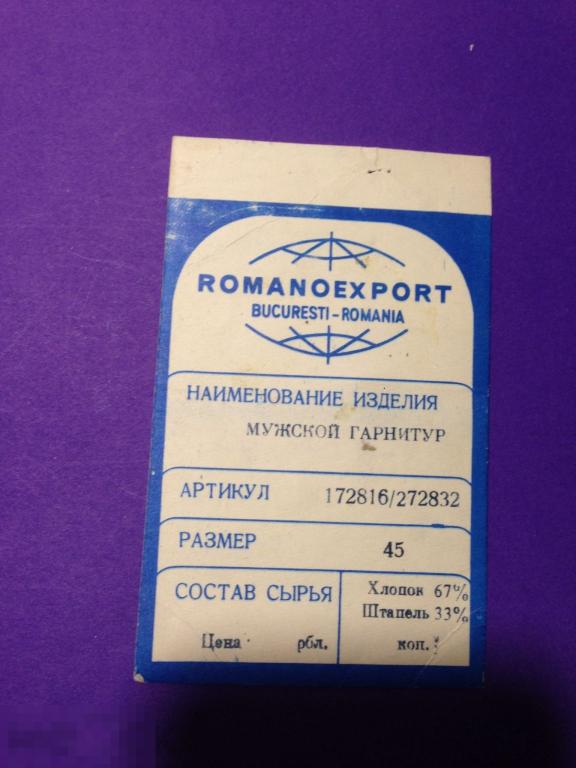 ROMANOEXPORT
BUCURESTI-ROMANIA
НАИМЕНОВАНИЕ ИЗДЕЛИЯ
МУЖСКОЙ ГАРНИТУР
АРТИКУЛ 172816/272832
РАЗМЕР 45
СОСТАВ СЫРЬЯ Хлопок 67%
Штапель 33%
Цена рбл. коп.